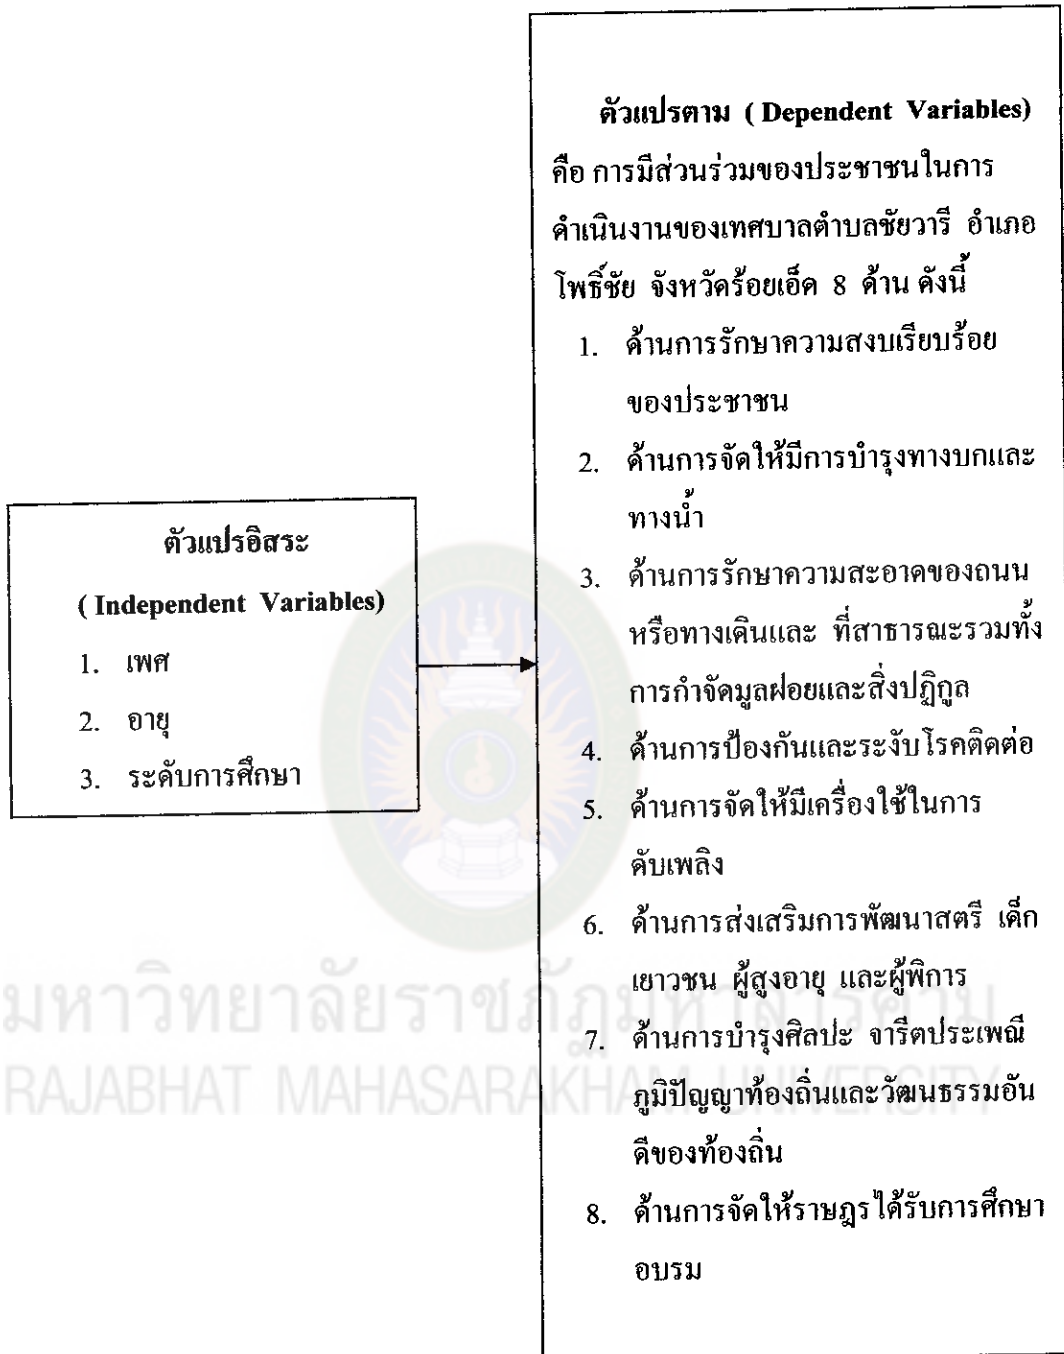 ตัวแปรอิสระ
( Independent Variables)
1. เพศ
2. อายุ
3. ระดับการศึกษา
ตัวแปรตาม ( Dependent Variables)
คือ การมีส่วนร่วมของประชาชนในการ
ดำเนินงานของเทศบาลตำบลชัยวารี อำเภอ
โพธิ์ชัย จังหวัดร้อยเอ็ด 8 ด้าน ดังนี้
1. ด้านการรักษาความสงบเรียบร้อย
ของประชาชน
2. ด้านการจัดให้มีการบำรุงทางบกและ
ทางน้ำ
3. ด้านการรักษาความสะอาดของถนน
หรือทางเดินและ ที่สาธารณะรวมทั้ง
การกำจัดมูลฝอยและสิ่งปฏิกูล
4. ด้านการป้องกันและระงับโรคติดต่อ
5. ด้านการจัดให้มีเครื่องใช้ในการ
ดับเพลิง
6. ด้านการส่งเสริมการพัฒนาสตรี เด็ก
เยาวชน ผู้สูงอายุ และผู้พิการ
7. ด้านการบำรุงศิลปะ จารีตประเพณี
ภูมิปัญญาท้องถิ่นและวัฒนธรรมอัน
ดีของท้องถิ่น
8. ด้านการจัดให้ราษฎรได้รับการศึกษา
อบรม
มหาวิทยาลัยราชภัฏมหาสารคาม
RAJABHAT MAHASARAKHAM UNIVERSITY